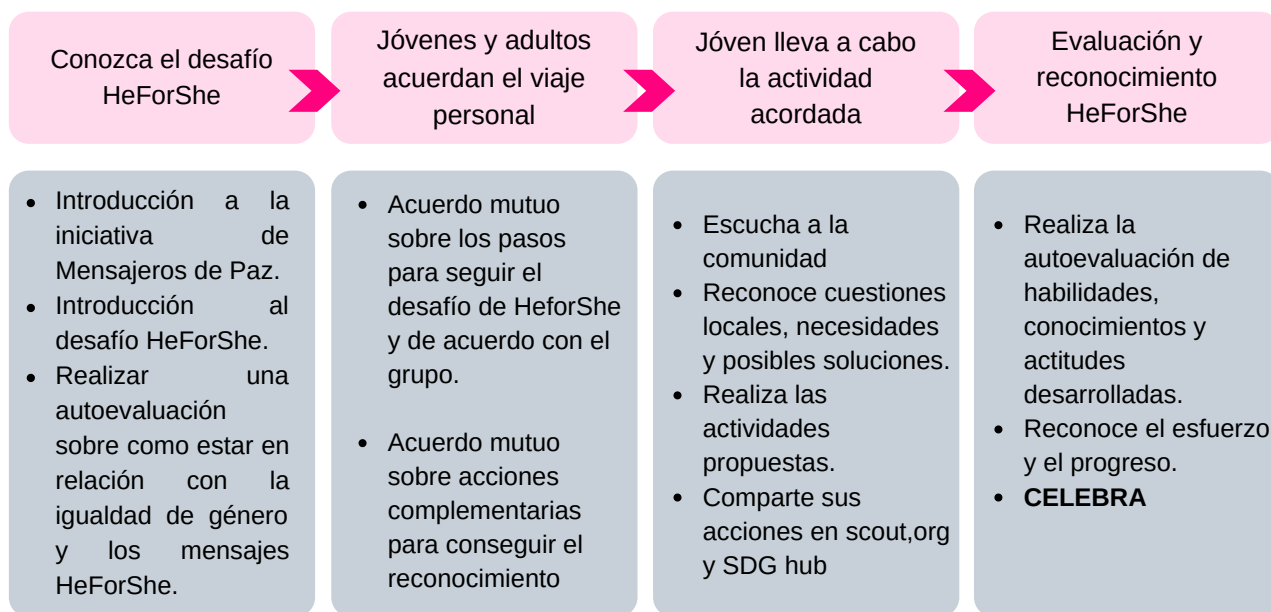 Conozca el desafío
HeForShe
Jóvenes y adultos
acuerdan el viaje
personal
Jóven lleva a cabo
la actividad
acordada
Evaluación y
reconocimiento
HeForShe
• Introducción a la
iniciativa de
Mensajeros de Paz.
• Introducción al
desafío HeForShe.
• Realizar una
autoevaluación
sobre como estar en
relación con la
igualdad de género
y los mensajes
HeForShe.
• Acuerdo mutuo
sobre los pasos
para seguir el
desafío de HeforShe
y de acuerdo con el
grupo.
• Acuerdo mutuo
sobre acciones
complementarias
para conseguir el
reconocimiento
• Escucha a la
comunidad
• Reconoce cuestiones
locales, necesidades
y posibles soluciones.
• Realiza las
actividades
propuestas.
• Comparte sus
acciones en scout,org
y SDG hub
• Realiza la
autoevaluación de
habilidades,
conocimientos y
actitudes
desarrolladas.
• Reconoce el esfuerzo
y el progreso.
• CELEBRA